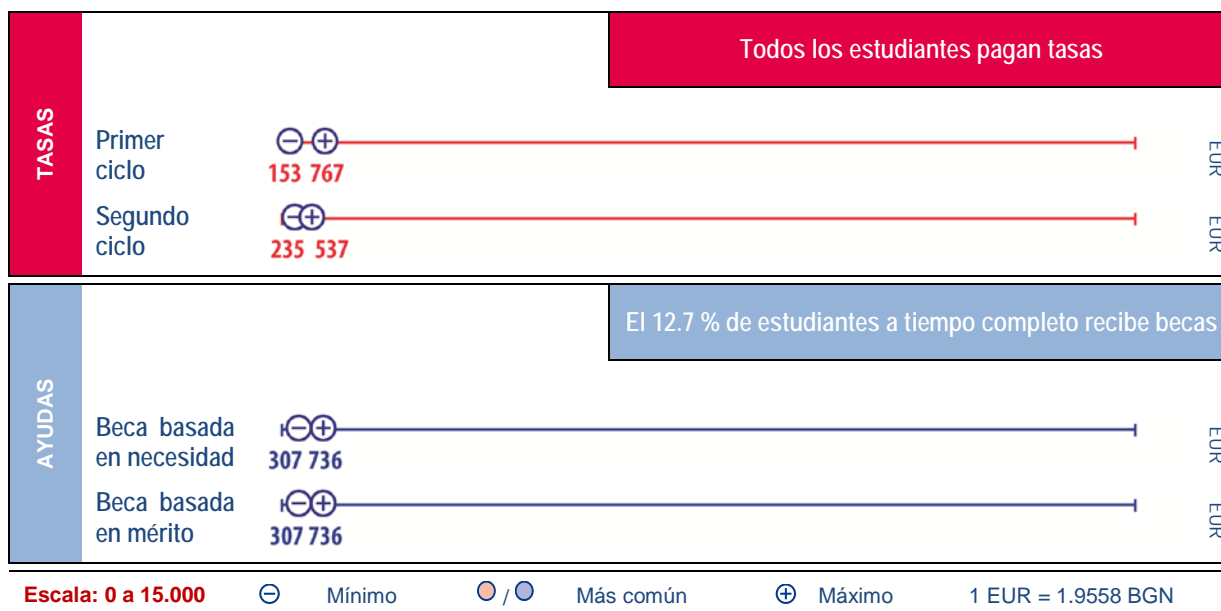 Todos los estudiantes pagan tasas
TASAS
Primer
ciclo
153 767
EUR
Segundo
ciclo
235 537
EUR
El 12.7 % de estudiantes a tiempo completo recibe becas
AYUDAS
Beca basada
en necesidad
307 736
EUR
Beca basada
en mérito
307 736
EUR
Escala: 0 a 15.000 Mínimo / Más común Máximo 1 EUR = 1.9558 BGN